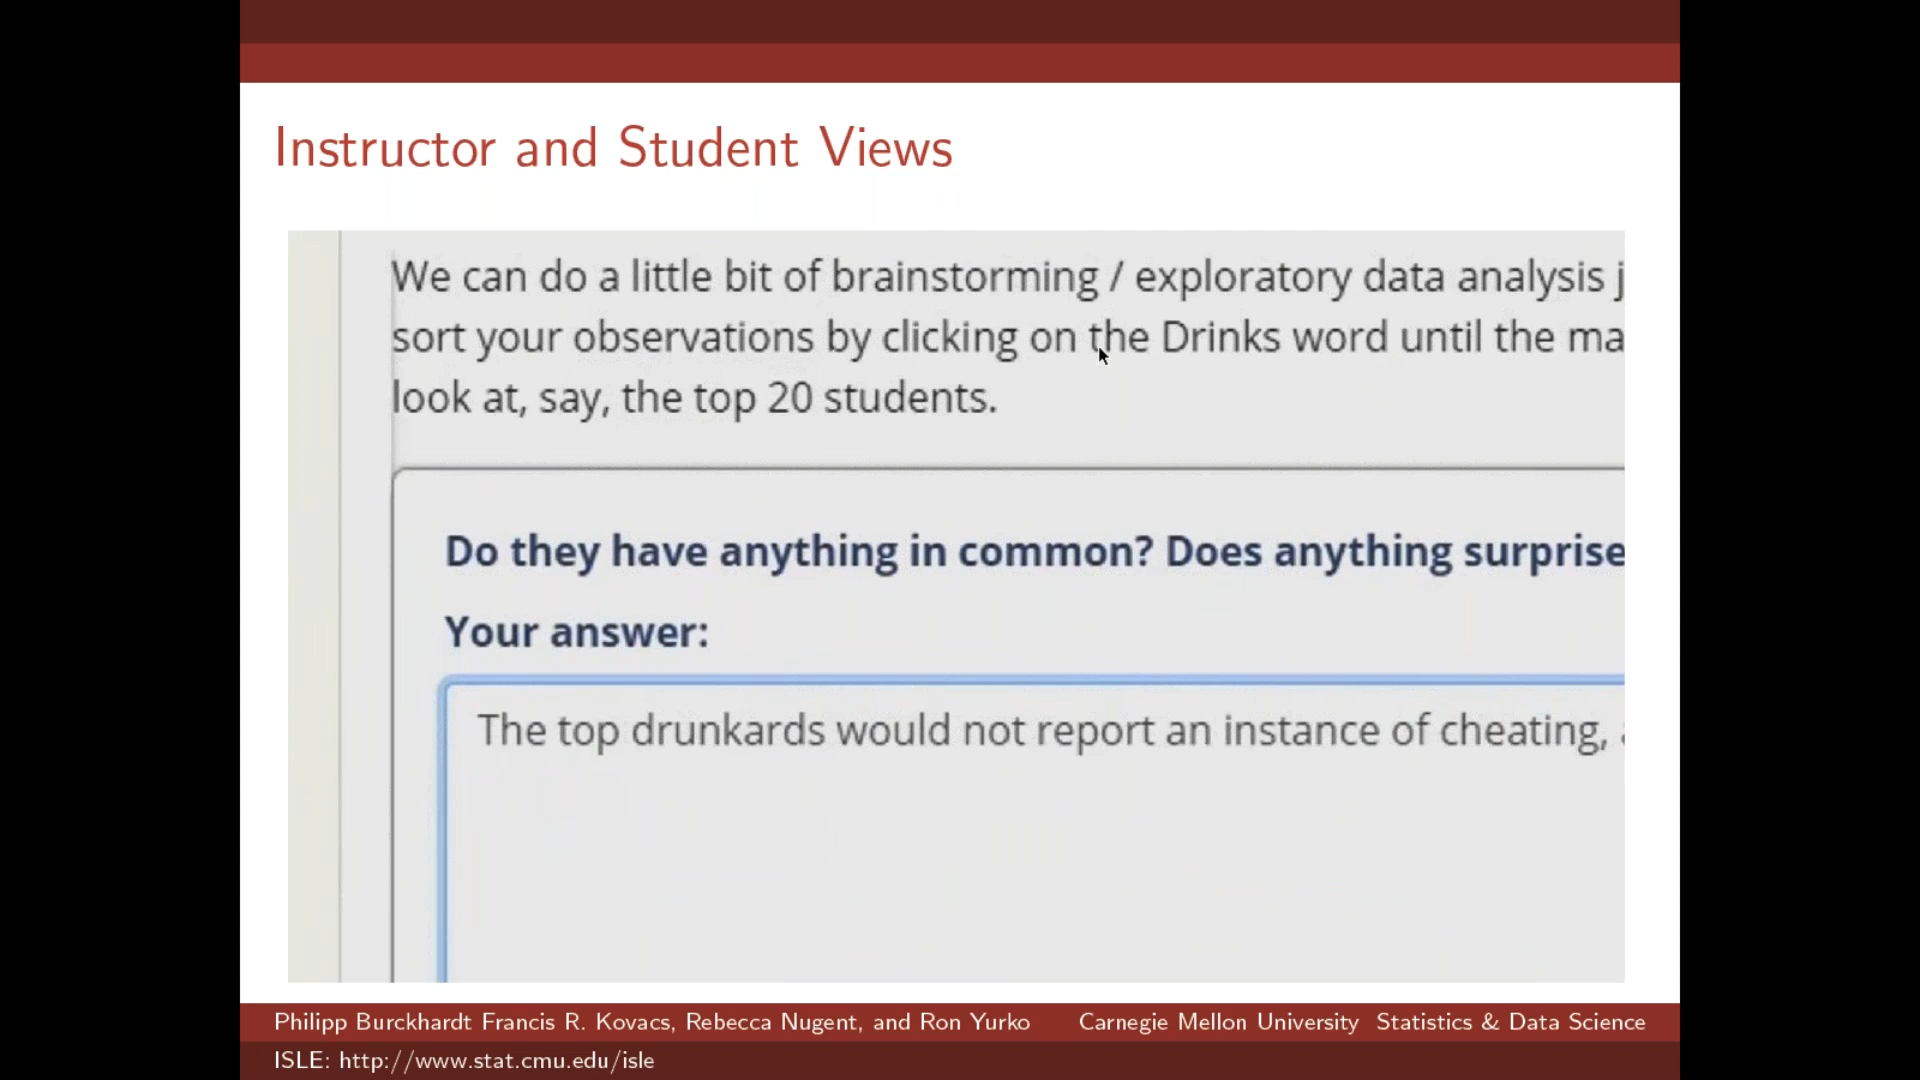 Instructor and Student Views
We can do a little bit of brainstorming / exploratory data analysis j
sort your observations by clicking on the Drinks word until the ma
look at, say, the top 20 students.
Do they have anything in common? Does anything surprise
Your answer:
The top drunkards would not report an instance of cheating,
Philipp Burckhardt Francis R. Kovacs, Rebecca Nugent, and Ron Yurko Carnegie Mellon University Statistics & Data Science
ISLE: http://www.stat.cmu.edu/isle